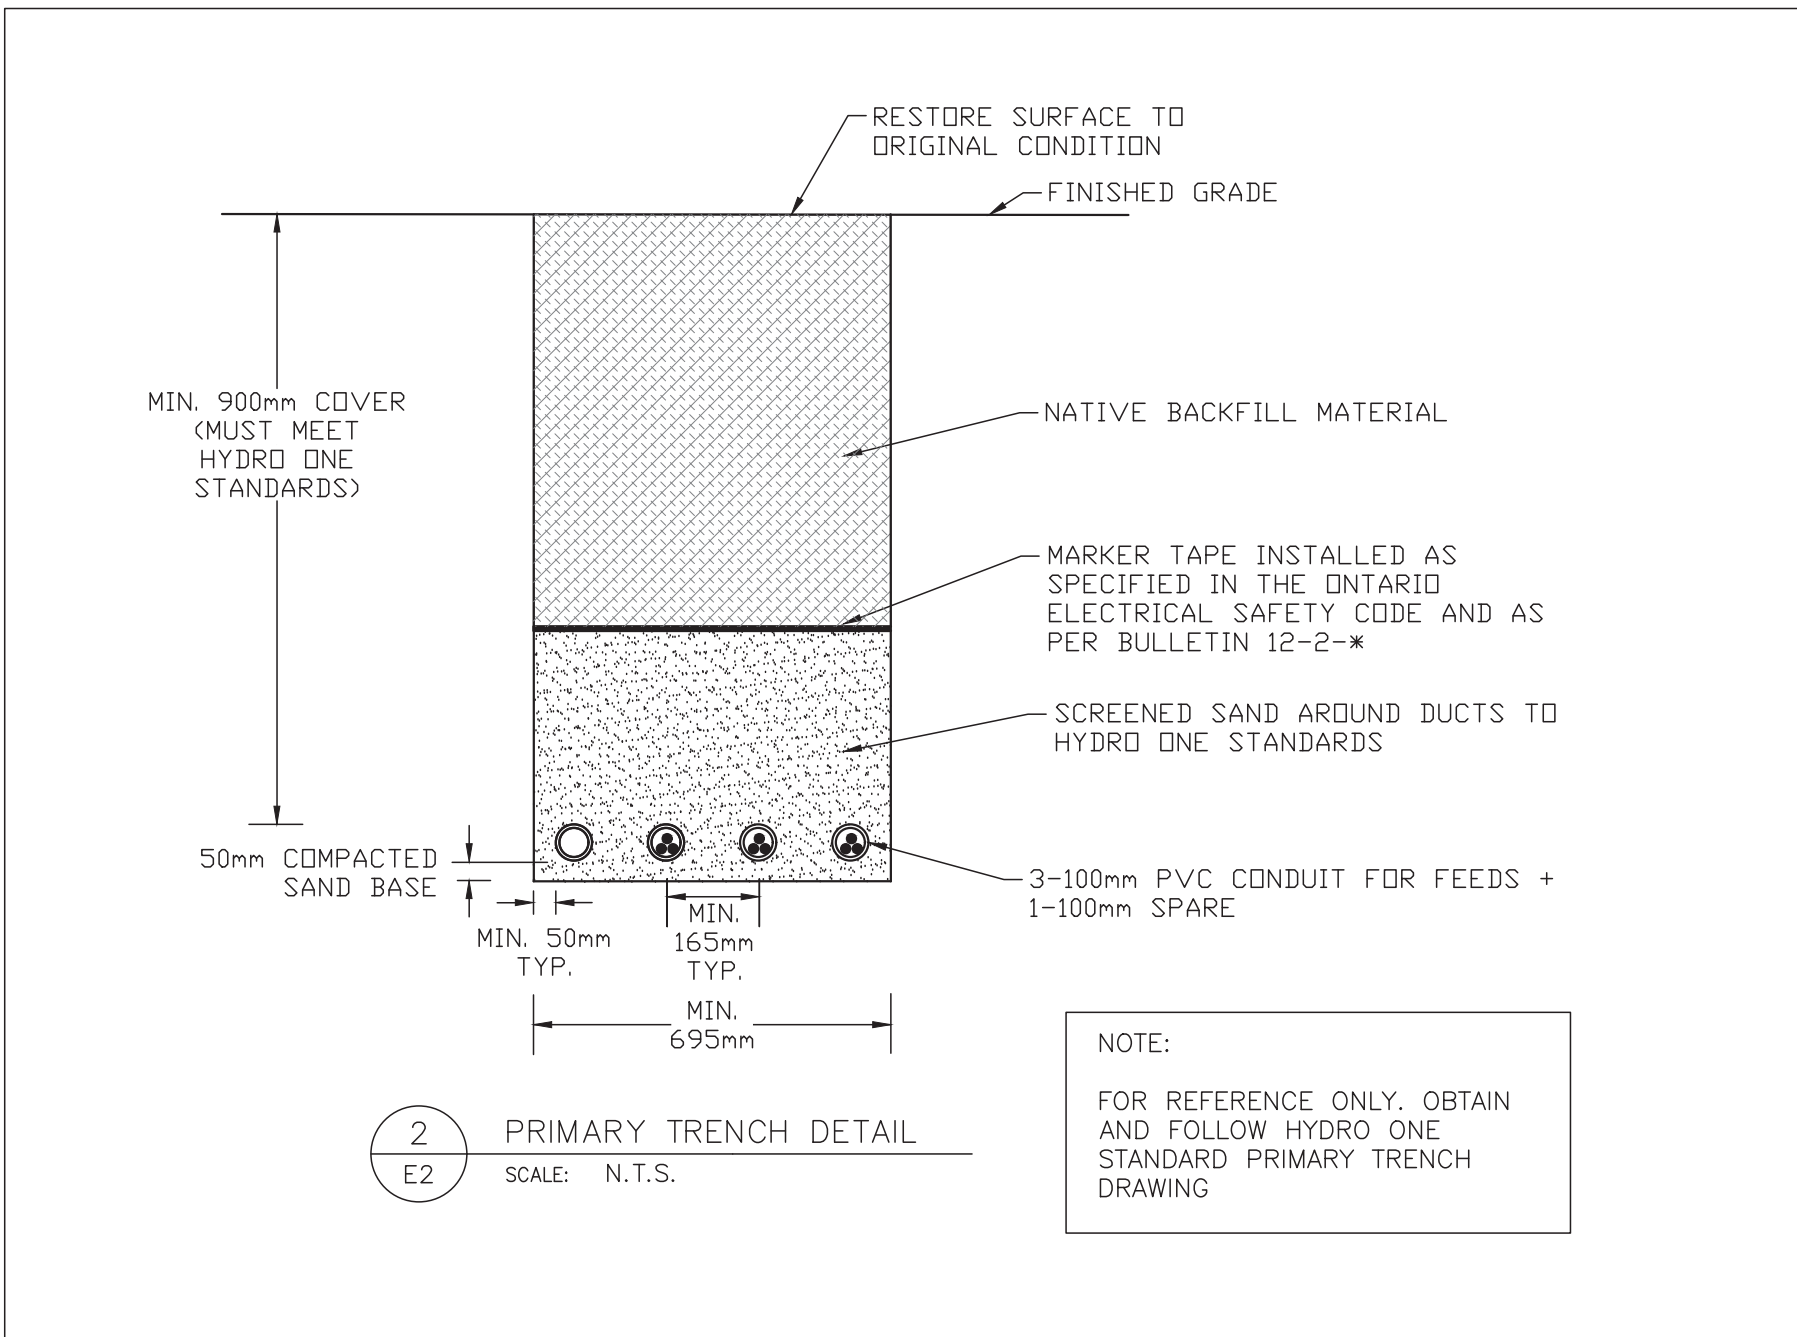 RESTORE SURFACE TO
ORIGINAL CONDITION
FINISHED GRADE
MIN. 900mm COVER
(MUST MEET
HYDRO ONE
STANDARDS)
NATIVE BACKFILL MATERIAL
MARKER TAPE INSTALLED AS
SPECIFIED IN THE ONTARIO
ELECTRICAL SAFETY CODE AND AS
PER BULLETIN 12-2-*
SCREENED SAND AROUND DUCTS TO
HYDRO ONE STANDARDS
50mm COMPACTED
SAND BASE
3-100mm PVC CONDUIT FOR FEEDS +
1-100mm SPARE
MIN. 50mm
TYP.
MIN.
165mm
TYP.
MIN.
695mm
2
E2
PRIMARY TRENCH DETAIL
SCALE: N.T.S.
NOTE:
FOR REFERENCE ONLY. OBTAIN
AND FOLLOW HYDRO ONE
STANDARD PRIMARY TRENCH
DRAWING